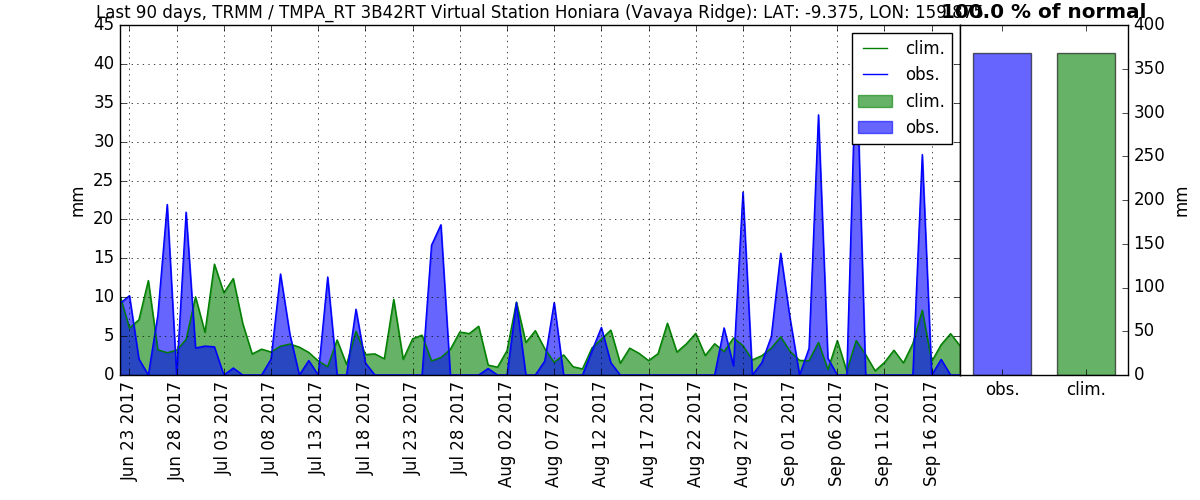 Last 90 days, TRMM / TMPA_RT 3B42RT Virtual Station Honiara (Vavaya Ridge): LAT: -9.375, LON: 159.875
100.0 % of normal
45
40
35
30
25
20
15
10
5
0
mm
clim.
obs.
clim.
obs.
400
350
300
250
200
150
100
50
0
mm
obs.
clim.
Jun 23 2017
Jun 28 2017
Jul 03 2017
Jul 08 2017
Jul 13 2017
Jul 18 2017
Jul 23 2017
Jul 28 2017
Aug 02 2017
Aug 07 2017
Aug 12 2017
Aug 17 2017
Aug 22 2017
Aug 27 2017
Sep 01 2017
Sep 06 2017
Sep 11 2017
Sep 16 2017